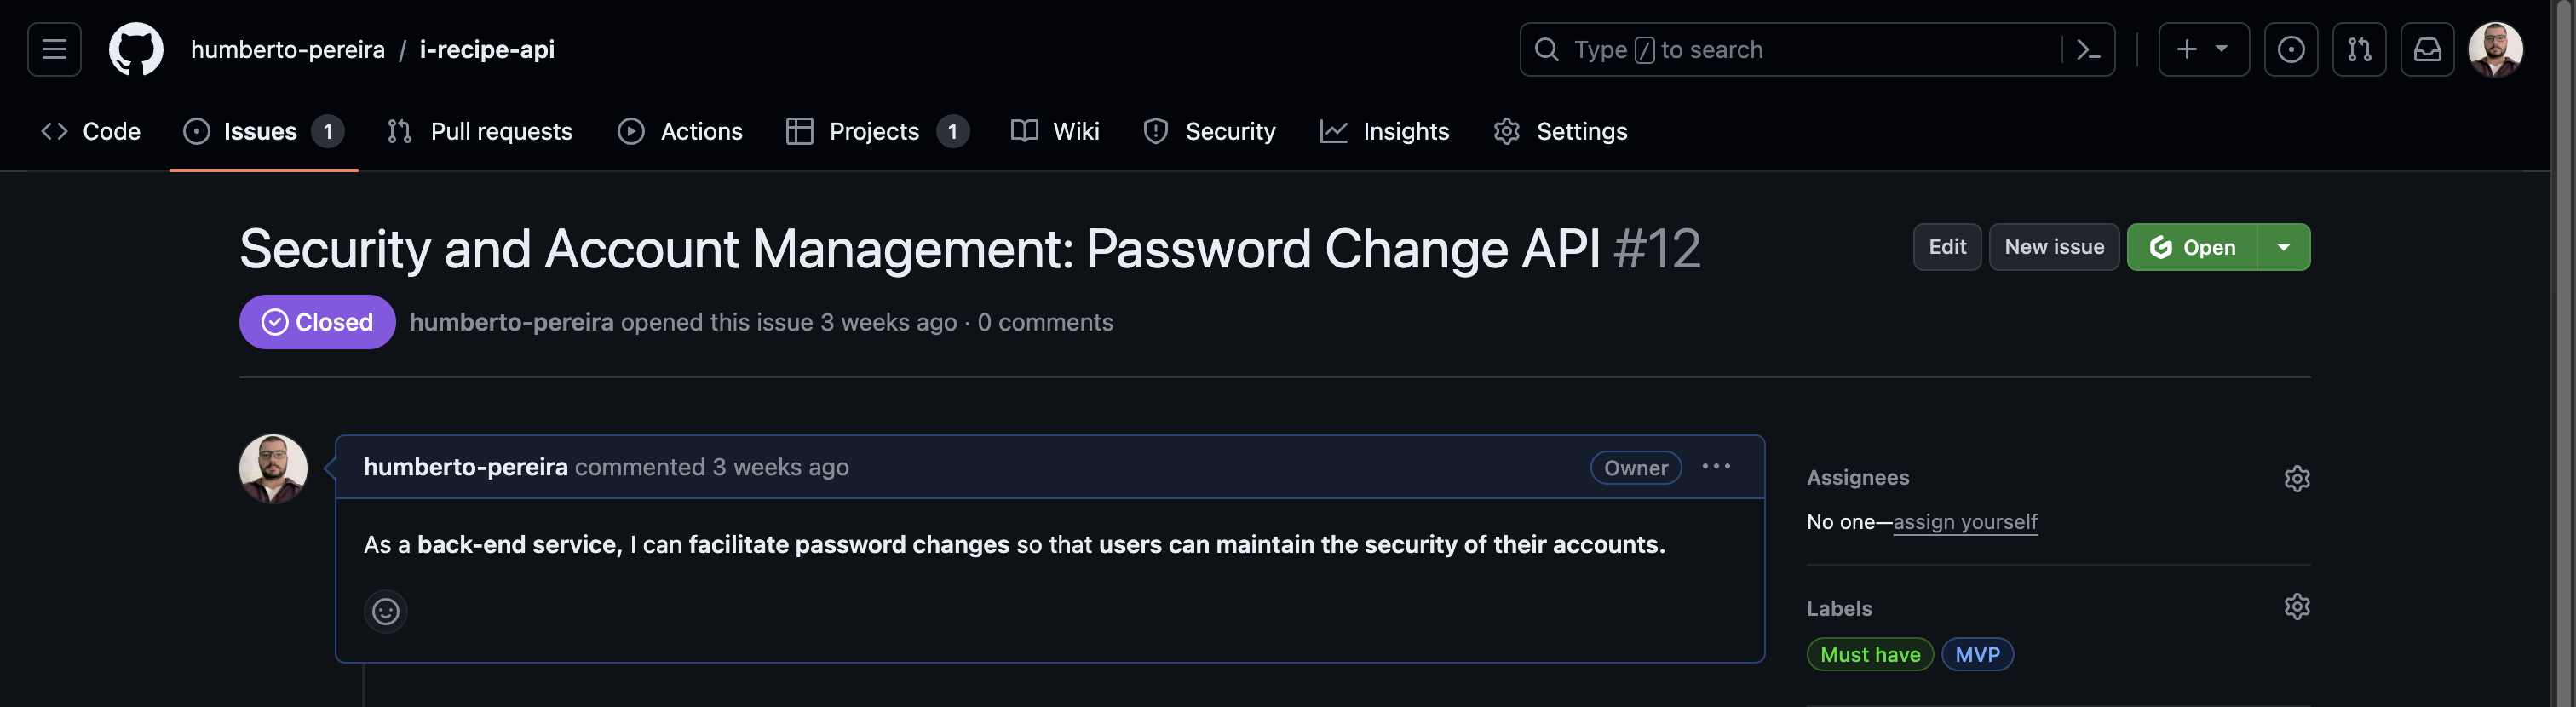 humberto-pereira / i-recipe-api
Type / to search
Code
Issues 1
Pull requests
Actions
Projects 1
Wiki
Security
Insights
Settings
Security and Account Management: Password Change API #12
Edit
New issue
Open
Closed
humberto-pereira opened this issue 3 weeks ago · 0 comments
humberto-pereira commented 3 weeks ago
Owner
As a back-end service, I can facilitate password changes so that users can maintain the security of their accounts.
Assignees
No one—assign yourself
Labels
Must have
MVP